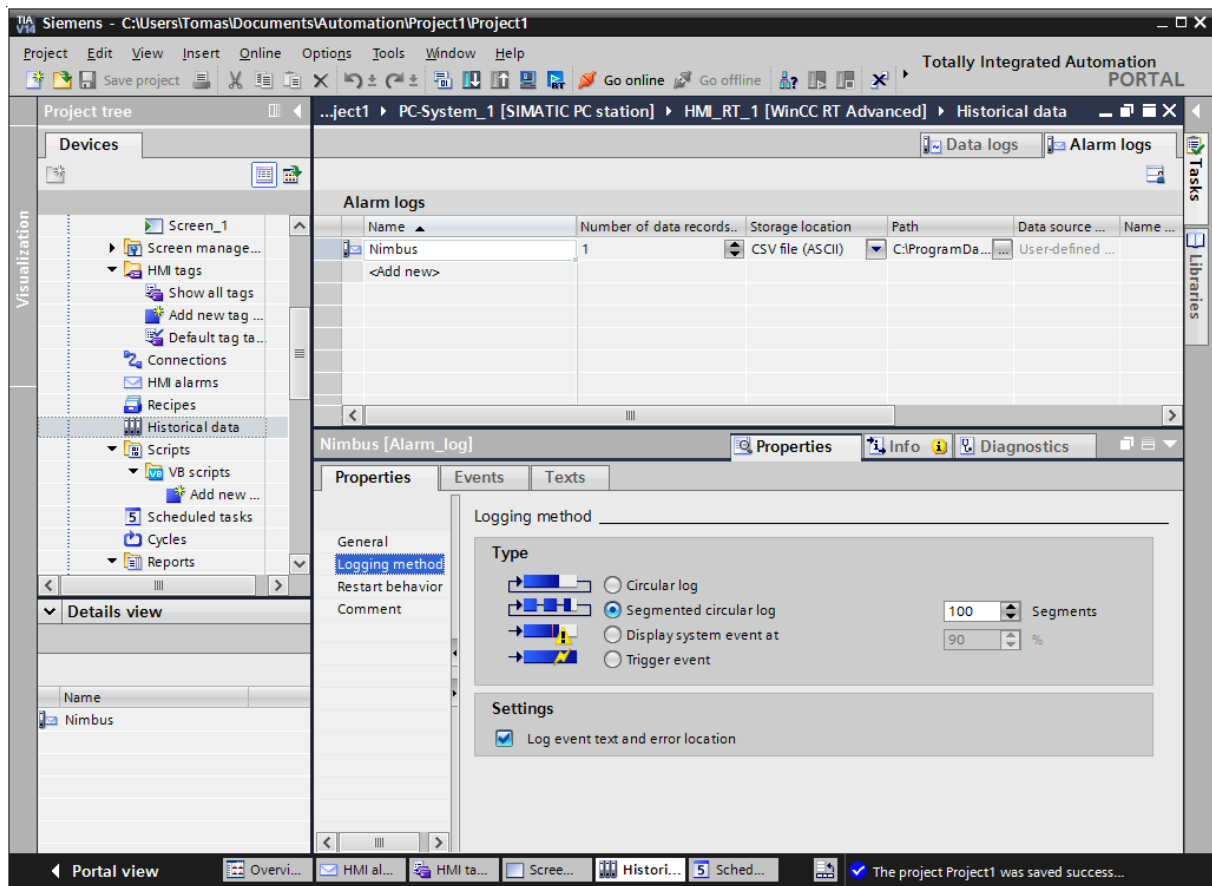 TIA V14 Siemens - C:\Users\Tomas\Documents\Automation\Project1\Project1
Project Edit View Insert Online Options Tools Window Help
Totally Integrated Automation
PORTAL
Save project Go online Go offline
Project tree
...ject1 PC-System_1 [SIMATIC PC station] HMI_RT_1 [WinCC RT Advanced] Historical data
Devices
Data logs Alarm logs
Visualization
Screen_1
Screen manage...
HMI tags
Show all tags
Add new tag ...
Default tag ta...
Connections
HMI alarms
Recipes
Historical data
Scripts
VB scripts
Add new ...
Scheduled tasks
Cycles
Reports
Alarm logs
Name Number of data records.. Storage location Path Data source ... Name ...
Nimbus 1 CSV file (ASCII) C:\ProgramDa... ... User-defined ...
<Add new>
Tasks
Libraries
Details view
Name
Nimbus
Nimbus [Alarm_log]
Properties Info Diagnostics
Properties Events Texts
General
Logging method
Restart behavior
Comment
Logging method
Type
Circular log
Segmented circular log 100 Segments
Display system event at 90 %
Trigger event
Settings
Log event text and error location
Portal view Overvi... HMI al... HMI ta... Scree... Histori... Sched... The project Project1 was saved success...